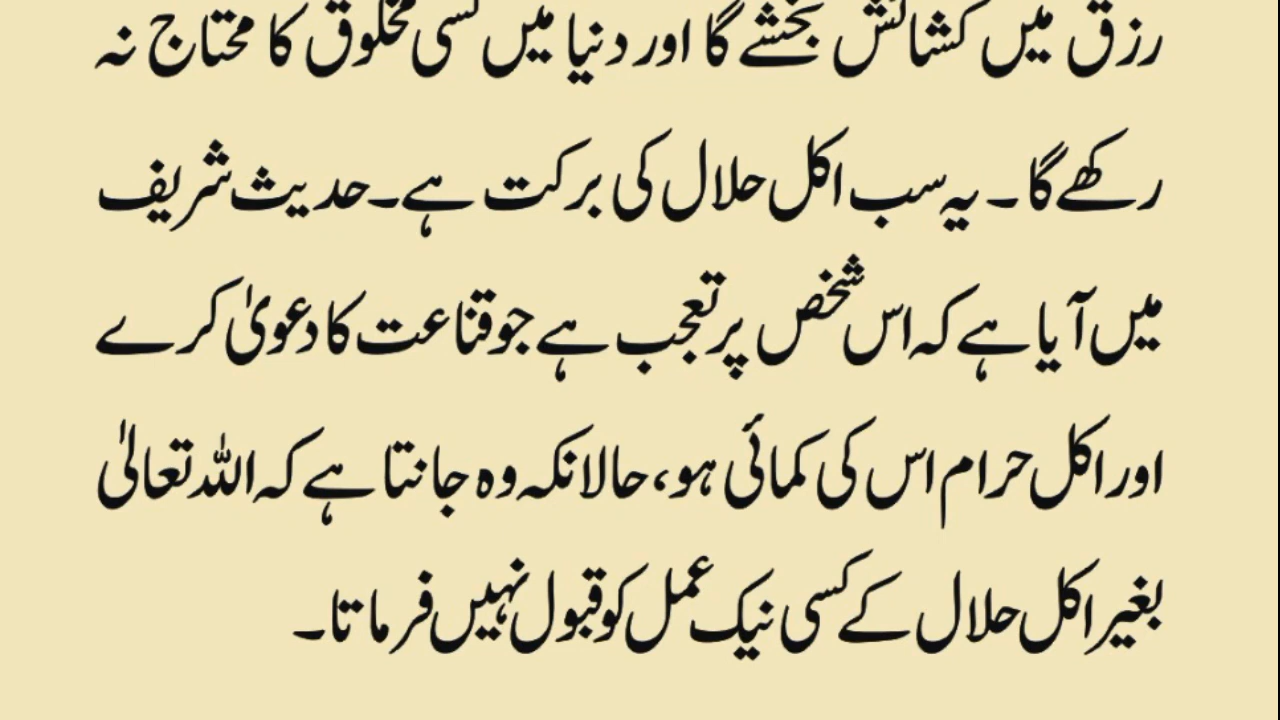 رزق میں کشائش بخشے گا اور دنیا میں کسی مخلوق کا محتاج نہ
رکھے گا۔ یہ سب اکل حلال کی برکت ہے۔ حدیث شریف
میں آیا ہے کہ اس شخص پر تعجب ہے جو قناعت کا دعویٰ کرے
اور اکل حرام اس کی کمائی ہو، حالانکہ وہ جانتا ہے کہ اللہ تعالیٰ
بغیر اکل حلال کے کسی نیک عمل کو قبول نہیں فرماتا۔